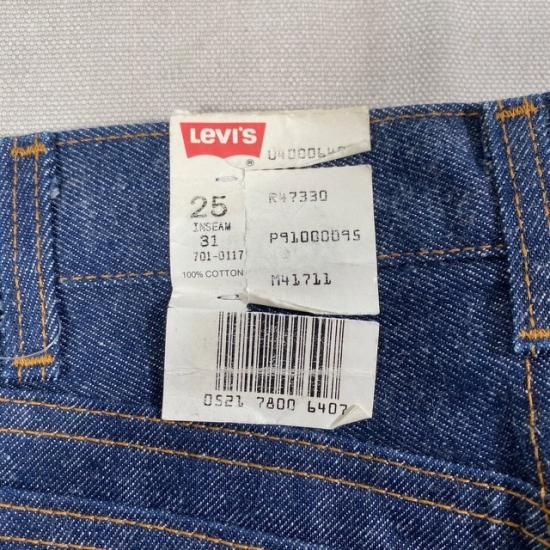 LEVI'S
®
25
INSEAM
31
701-0117
100% COTTON
R47330
P91000095
M41711
0521 7800 6407